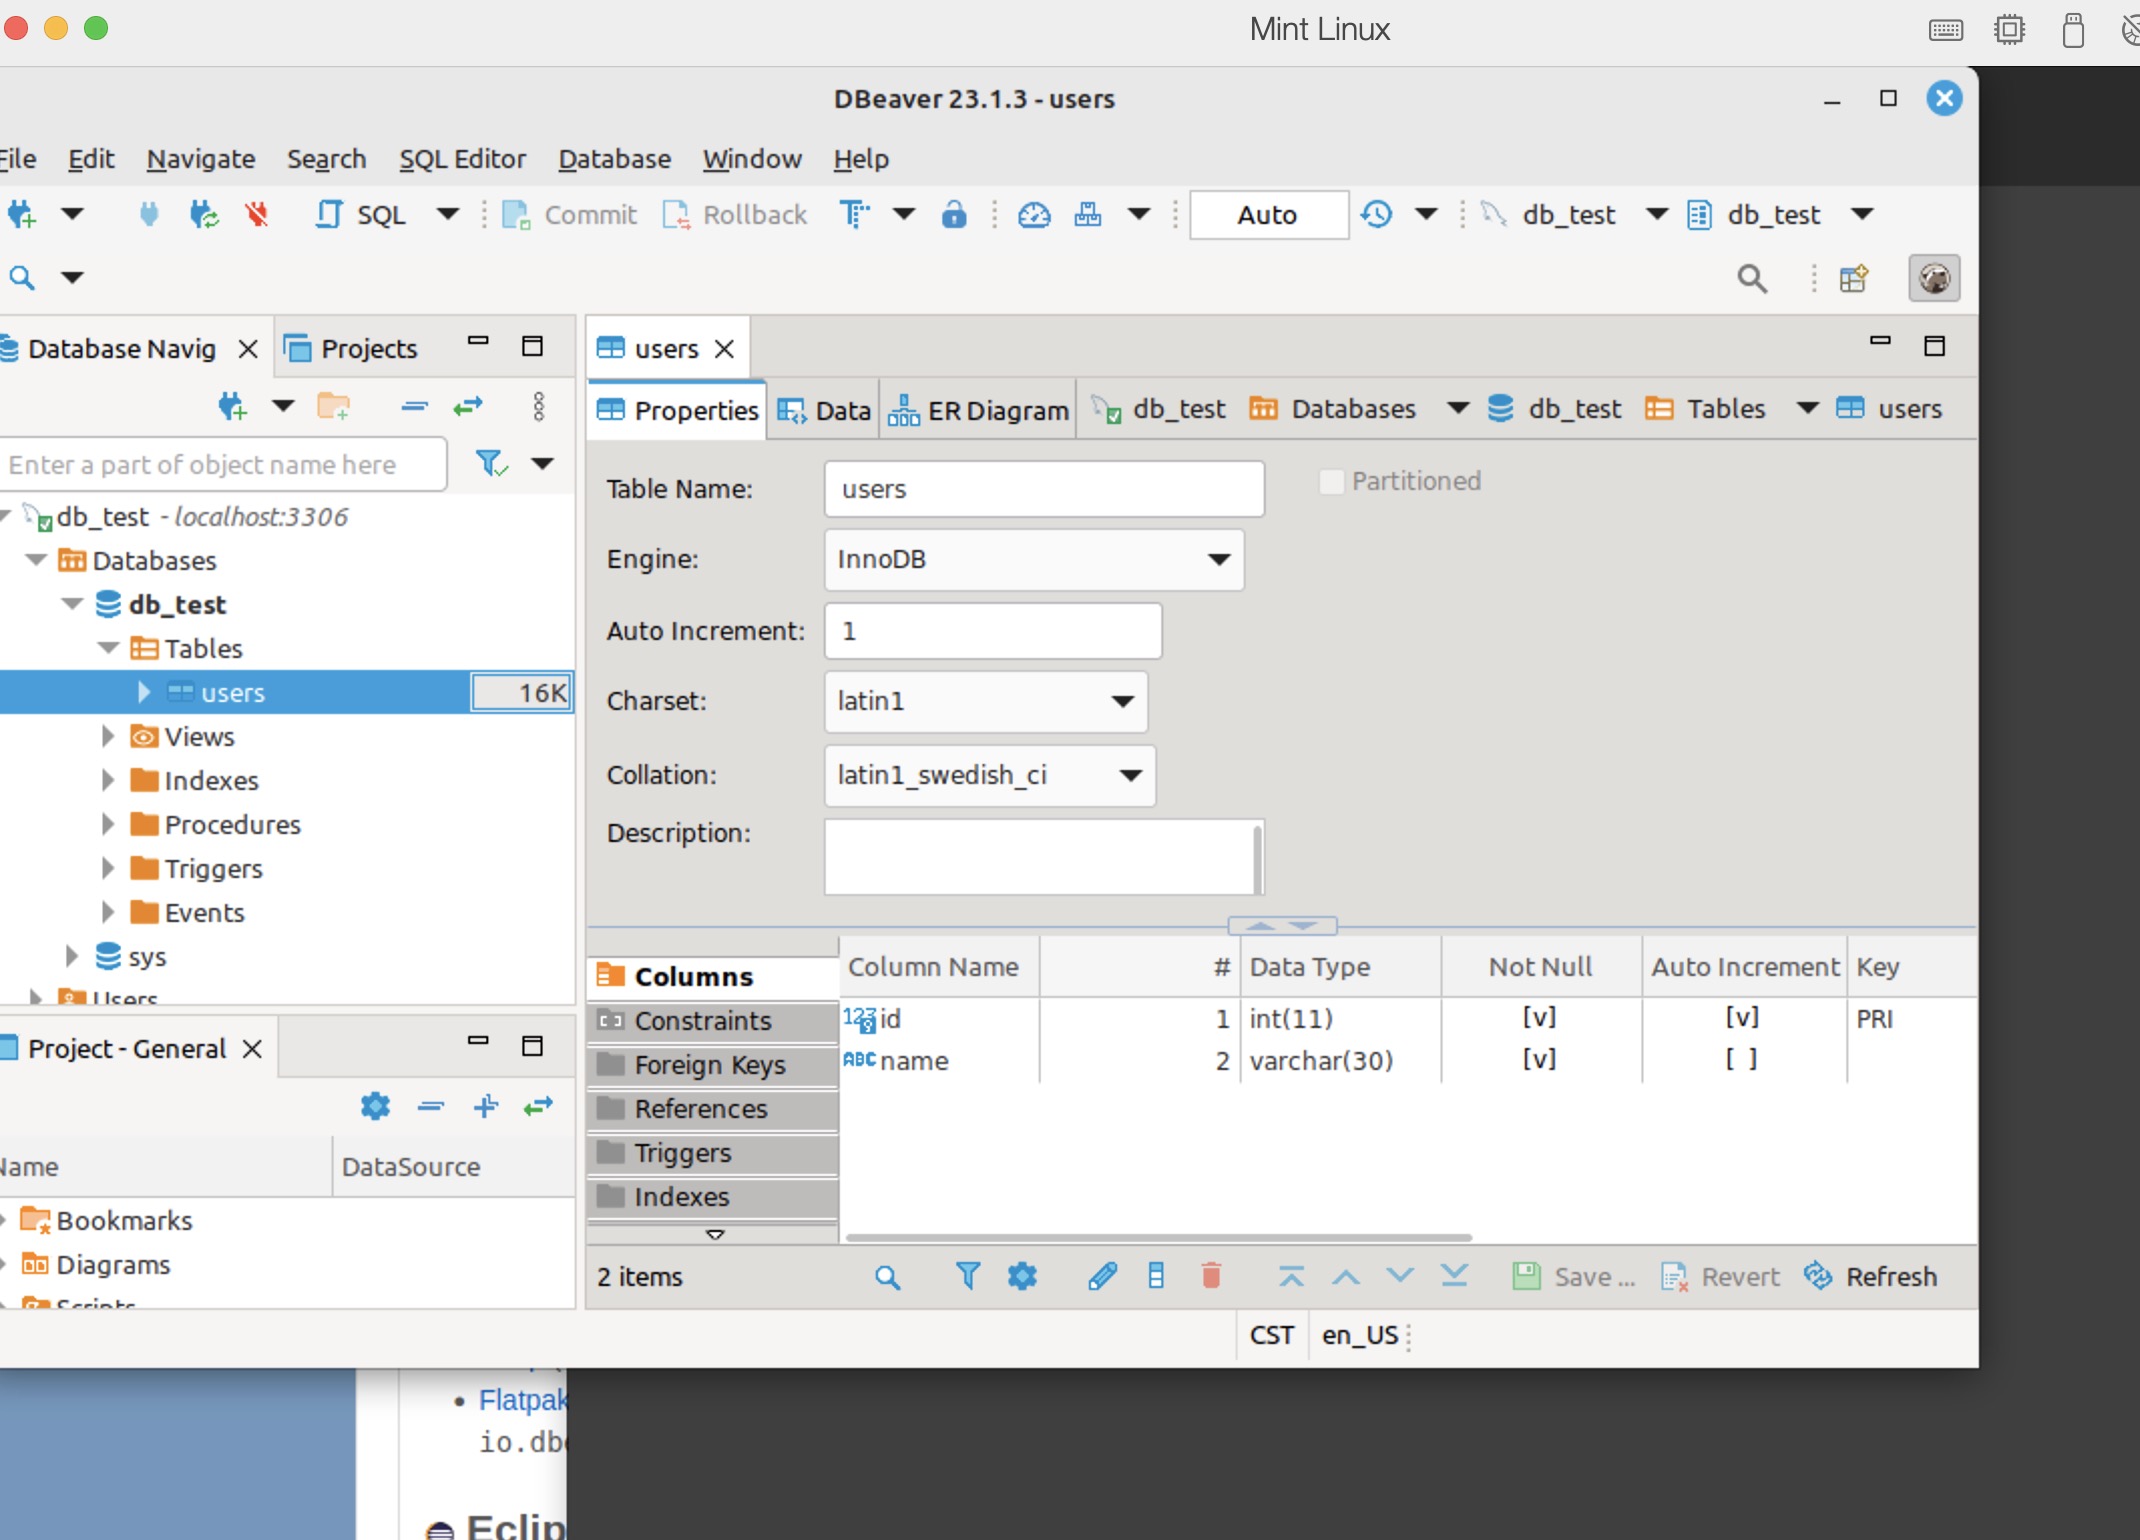 Mint Linux
DBeaver 23.1.3 - users
File Edit Navigate Search SQL Editor Database Window Help
SQL Commit Rollback Auto db_test db_test
Database Navig Projects
Enter a part of object name here
db_test - localhost:3306
Databases
db_test
Tables
users 16K
Views
Indexes
Procedures
Triggers
Events
sys
Users
Project - General
Name DataSource
Bookmarks
Diagrams
Scripts
users
Properties Data ER Diagram db_test Databases db_test Tables users
Table Name: users Partitioned
Engine: InnoDB
Auto Increment: 1
Charset: latin1
Collation: latin1_swedish_ci
Description:
Columns
Constraints
Foreign Keys
References
Triggers
Indexes
Column Name # Data Type Not Null Auto Increment Key
123 id 1 int(11) [v] [v] PRI
ABC name 2 varchar(30) [v] [ ]
2 items Save ... Revert Refresh
CST en_US
• Flatpak
io.dbe
Eclip